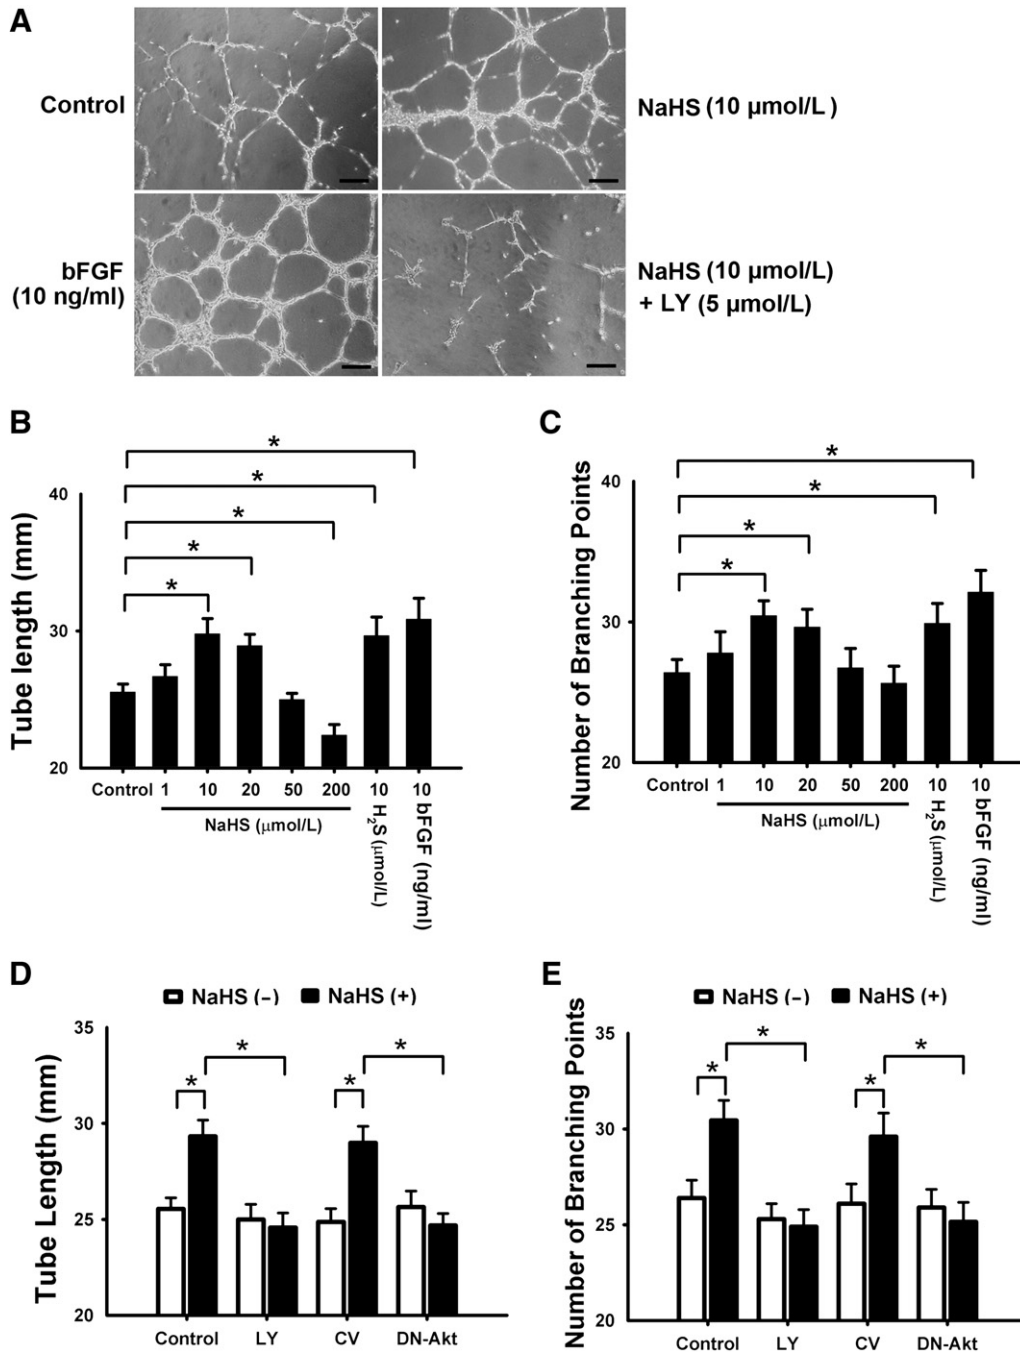 A
Control
NaHS (10 µmol/L)
bFGF
(10 ng/ml)
NaHS (10 µmol/L)
+ LY (5 µmol/L)
B
Tube length (mm)
40
30
20
*
*
*
*
*
Control 1 10 20 50 200 10 10
NaHS (µmol/L)
H₂S (µmol/L)
bFGF (ng/ml)
C
Number of Branching Points
40
30
20
*
*
*
*
Control 1 10 20 50 200 10 10
NaHS (µmol/L)
H₂S (µmol/L)
bFGF (ng/ml)
D
NaHS (−) NaHS (+)
Tube Length (mm)
35
30
25
20
* * * *
Control LY CV DN-Akt
E
NaHS (−) NaHS (+)
Number of Branching Points
35
30
25
20
* * * *
Control LY CV DN-Akt